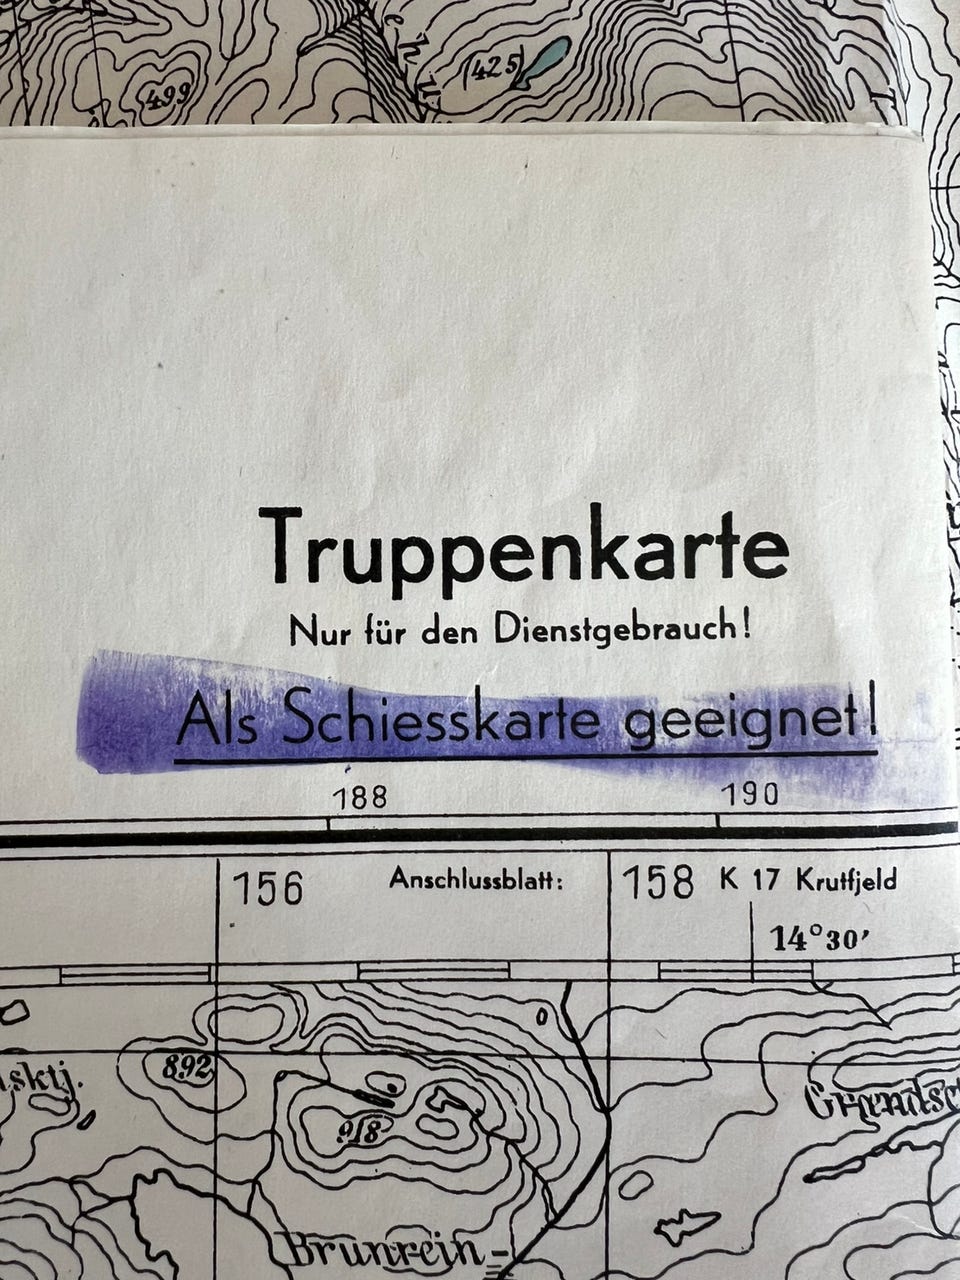 499
(425)
Truppenkarte
Nur für den Dienstgebrauch!
Als Schiesskarte geeignet!
188 190
156 Anschlussblatt: 158 K 17 Krutfjeld
14°30′
892
918
Brunrein-